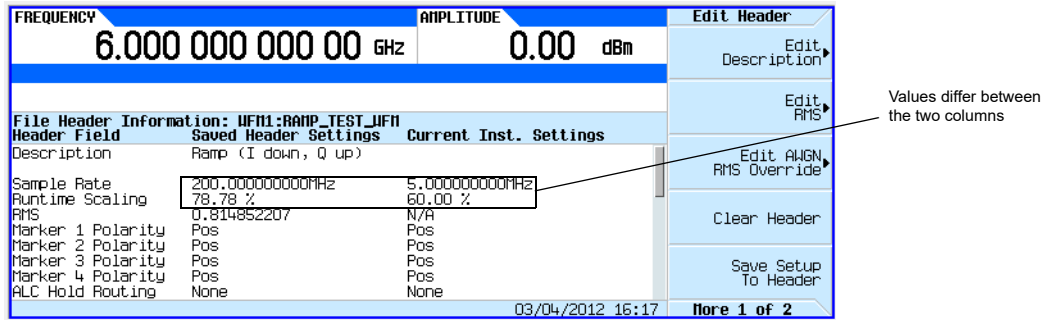 FREQUENCY AMPLITUDE
6.000 000 000 00 GHz 0.00 dBm
File Header Information: WFM1:RAMP_TEST_WFM
Header Field Saved Header Settings Current Inst. Settings
Description Ramp (I down, Q up)
Sample Rate 200.000000000MHz 5.000000000MHz
Runtime Scaling 78.78 % 60.00 %
RMS 0.814852207 N/A
Marker 1 Polarity Pos Pos
Marker 2 Polarity Pos Pos
Marker 3 Polarity Pos Pos
Marker 4 Polarity Pos Pos
ALC Hold Routing None None
03/04/2012 16:17
Edit Header
Edit
Description
Edit
RMS
Edit AWGN
RMS Override
Clear Header
Save Setup
To Header
More 1 of 2
Values differ between
the two columns